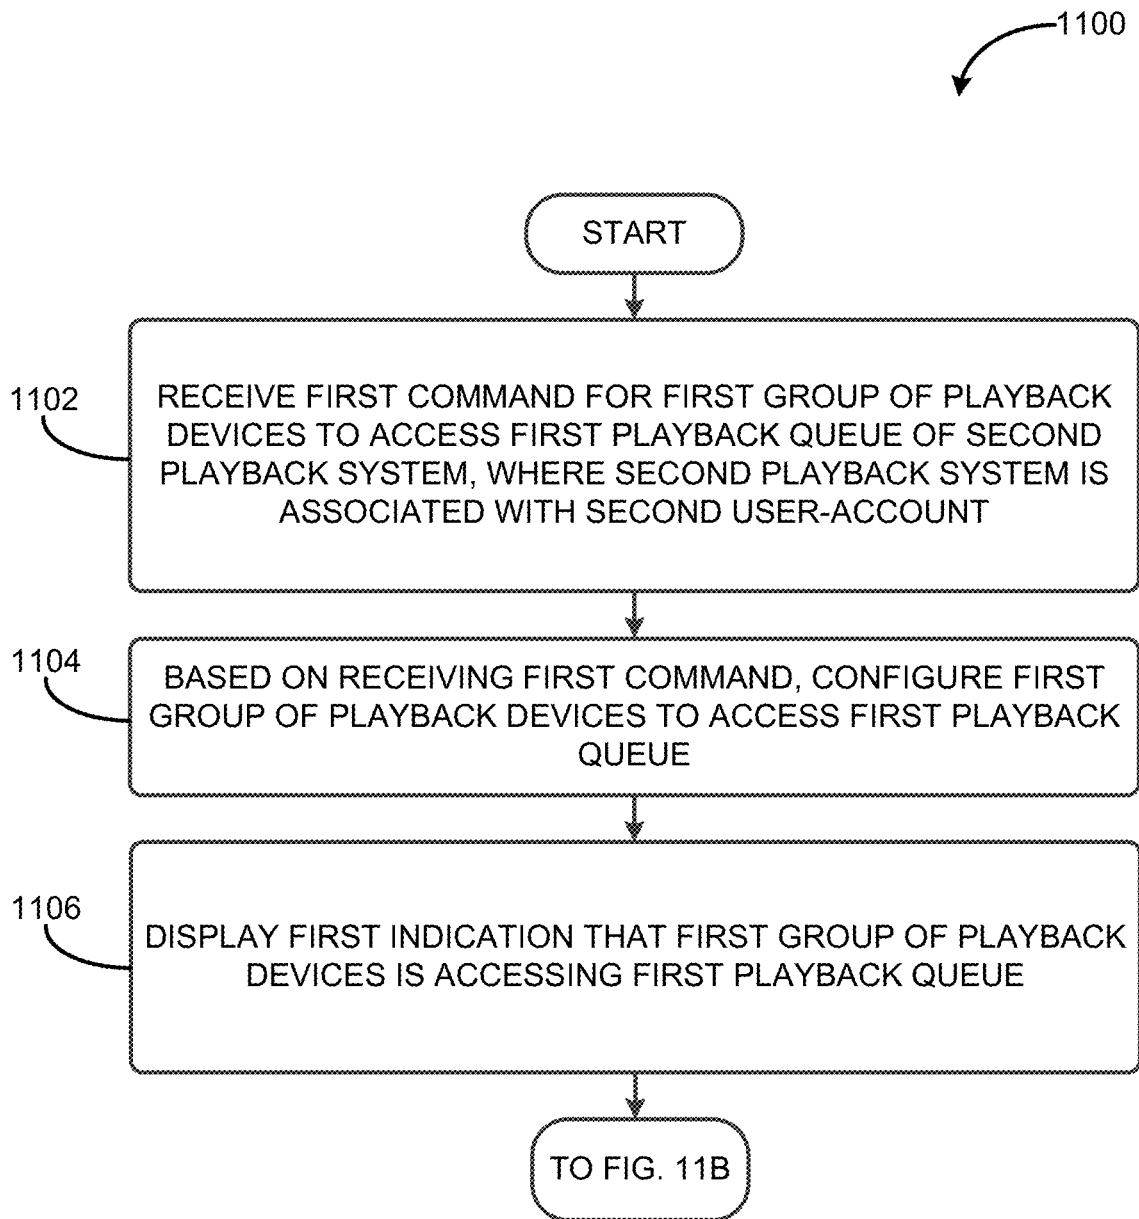 1100
START
1102
RECEIVE FIRST COMMAND FOR FIRST GROUP OF PLAYBACK
DEVICES TO ACCESS FIRST PLAYBACK QUEUE OF SECOND
PLAYBACK SYSTEM, WHERE SECOND PLAYBACK SYSTEM IS
ASSOCIATED WITH SECOND USER-ACCOUNT
1104
BASED ON RECEIVING FIRST COMMAND, CONFIGURE FIRST
GROUP OF PLAYBACK DEVICES TO ACCESS FIRST PLAYBACK
QUEUE
1106
DISPLAY FIRST INDICATION THAT FIRST GROUP OF PLAYBACK
DEVICES IS ACCESSING FIRST PLAYBACK QUEUE
TO FIG. 11B